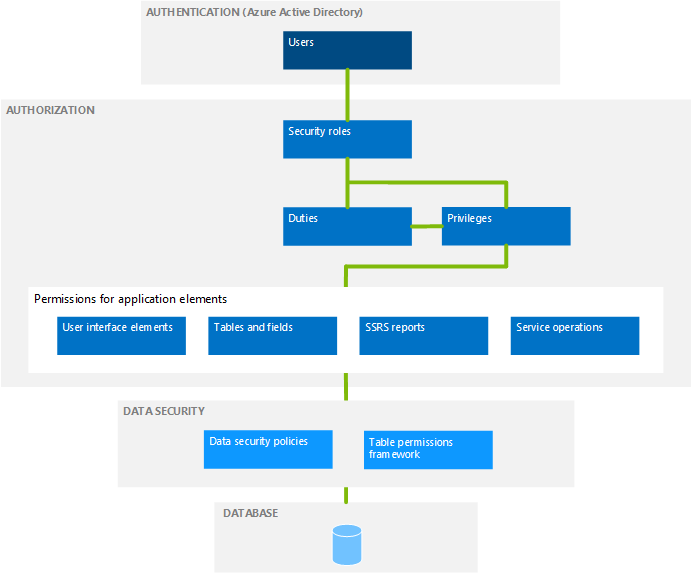 AUTHENTICATION (Azure Active Directory)
Users
AUTHORIZATION
Security roles
Duties
Privileges
Permissions for application elements
User interface elements
Tables and fields
SSRS reports
Service operations
DATA SECURITY
Data security policies
Table permissions
framework
DATABASE